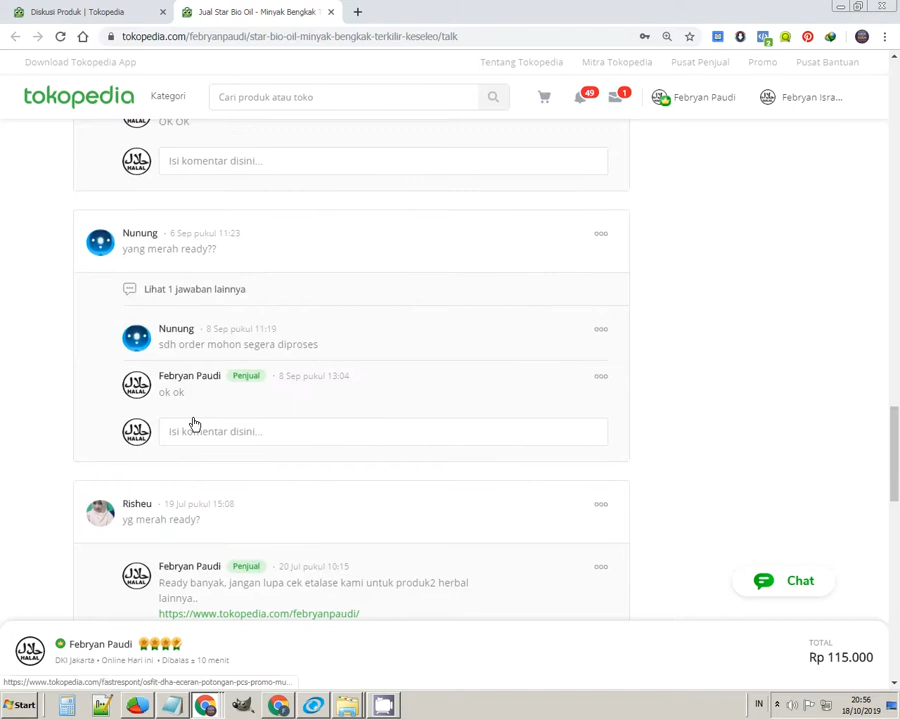 Diskusi Produk | Tokopedia
Jual Star Bio Oil - Minyak Bengkak T
tokopedia.com/febryanpaudi/star-bio-oil-minyak-bengkak-terkilir-keseleo/talk
Download Tokopedia App
Tentang Tokopedia
Mitra Tokopedia
Pusat Penjual
Promo
Pusat Bantuan
tokopedia
Kategori
Cari produk atau toko
49
1
Febryan Paudi
Febryan Isra...
OK OK
Isi komentar disini...
Nunung · 6 Sep pukul 11:23
yang merah ready??
Lihat 1 jawaban lainnya
Nunung · 8 Sep pukul 11:19
sdh order mohon segera diproses
Febryan Paudi Penjual · 8 Sep pukul 13:04
ok ok
Isi komentar disini...
Risheu · 19 Jul pukul 15:08
yg merah ready?
Febryan Paudi Penjual · 20 Jul pukul 10:15
Ready banyak, jangan lupa cek etalase kami untuk produk2 herbal
lainnya..
https://www.tokopedia.com/febryanpaudi/
Chat
Febryan Paudi
DKI Jakarta • Online Hari ini • Dibalas ± 10 menit
TOTAL
Rp 115.000
https://www.tokopedia.com/fastrespont/osfit-dha-eceran-potongan-pcs-promo-mu...
Start
IN
20:56
18/10/2019